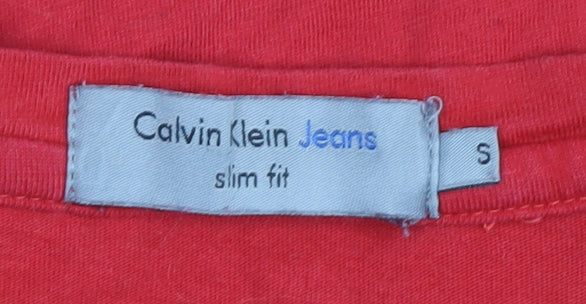 Calvin Klein Jeans
slim fit
S